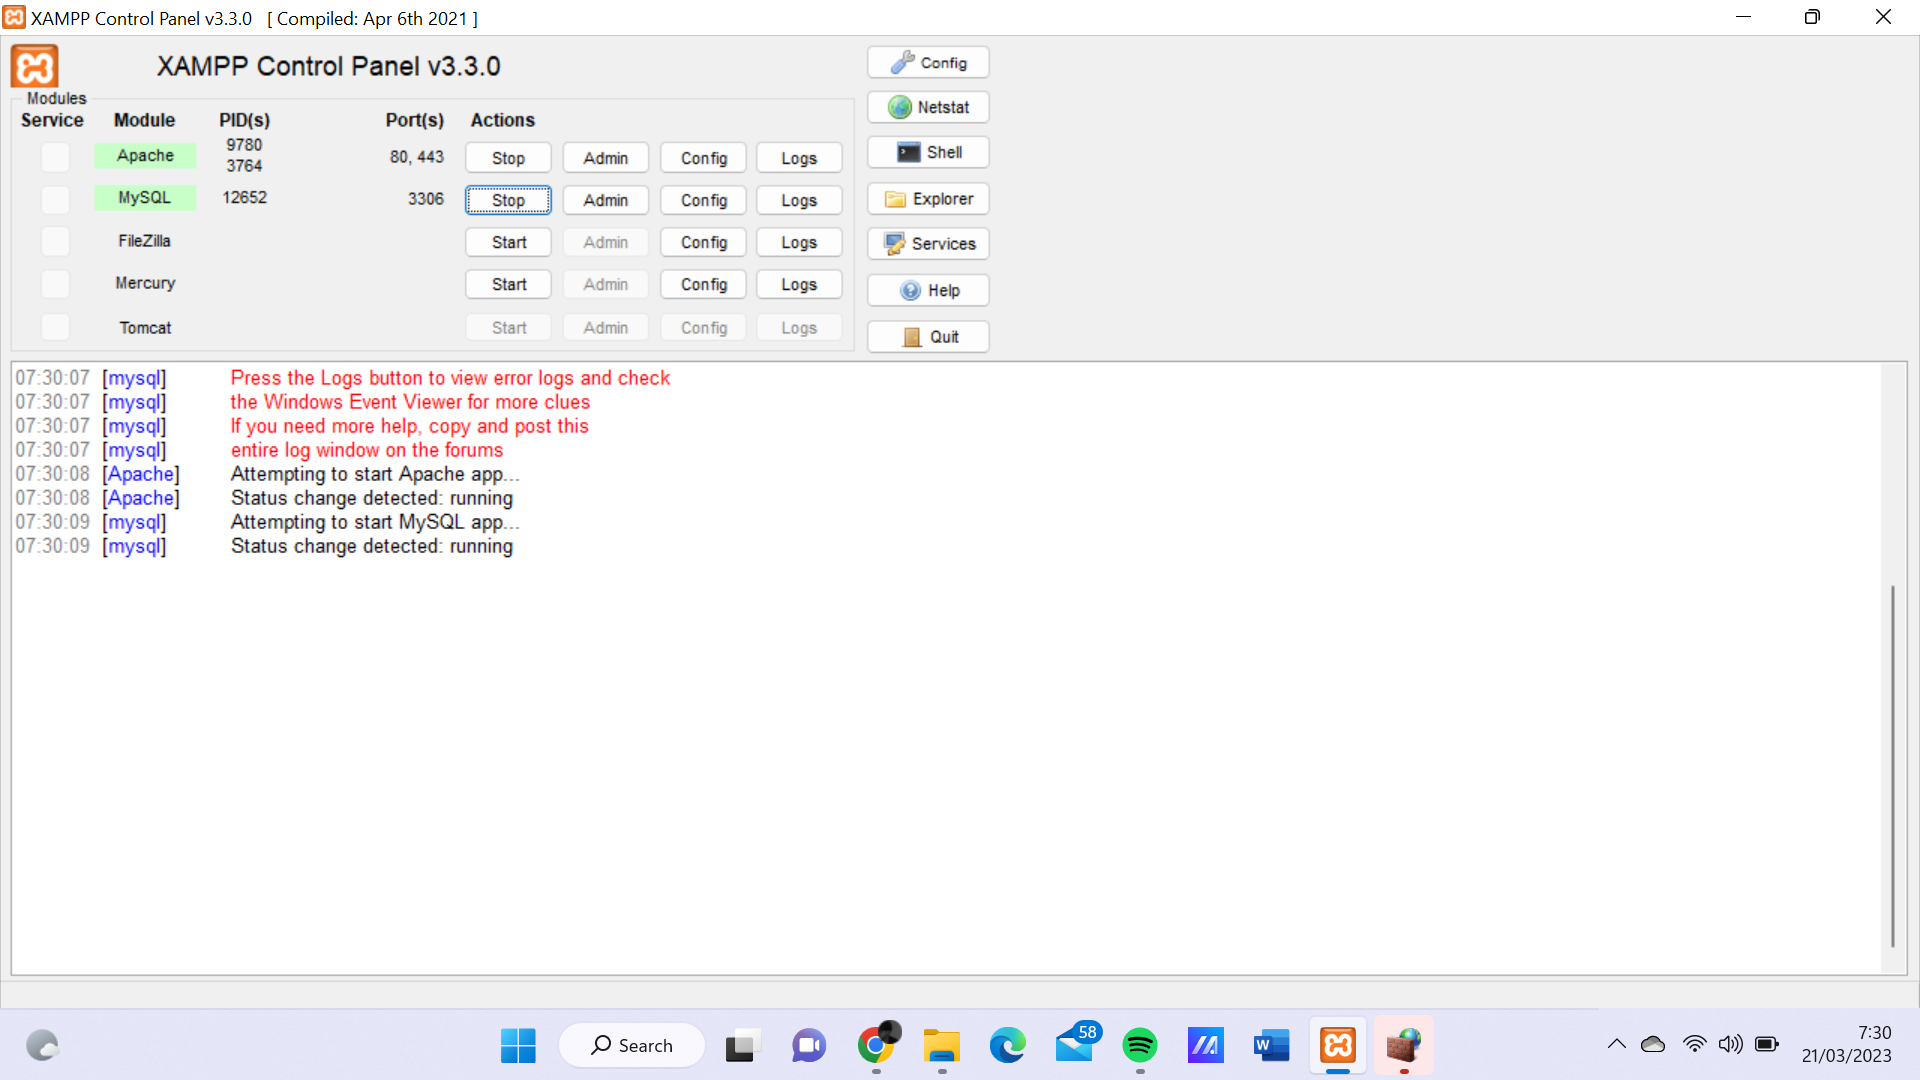 XAMPP Control Panel v3.3.0 [ Compiled: Apr 6th 2021 ]
XAMPP Control Panel v3.3.0
Config
Modules
Netstat
Service Module PID(s) Port(s) Actions
Apache 9780 3764 80, 443 Stop Admin Config Logs
Shell
MySQL 12652 3306 Stop Admin Config Logs
Explorer
FileZilla Start Admin Config Logs
Services
Mercury Start Admin Config Logs
Help
Tomcat Start Admin Config Logs
Quit
07:30:07 [mysql] Press the Logs button to view error logs and check
07:30:07 [mysql] the Windows Event Viewer for more clues
07:30:07 [mysql] If you need more help, copy and post this
07:30:07 [mysql] entire log window on the forums
07:30:08 [Apache] Attempting to start Apache app...
07:30:08 [Apache] Status change detected: running
07:30:09 [mysql] Attempting to start MySQL app...
07:30:09 [mysql] Status change detected: running
Search
58
W
7:30
21/03/2023